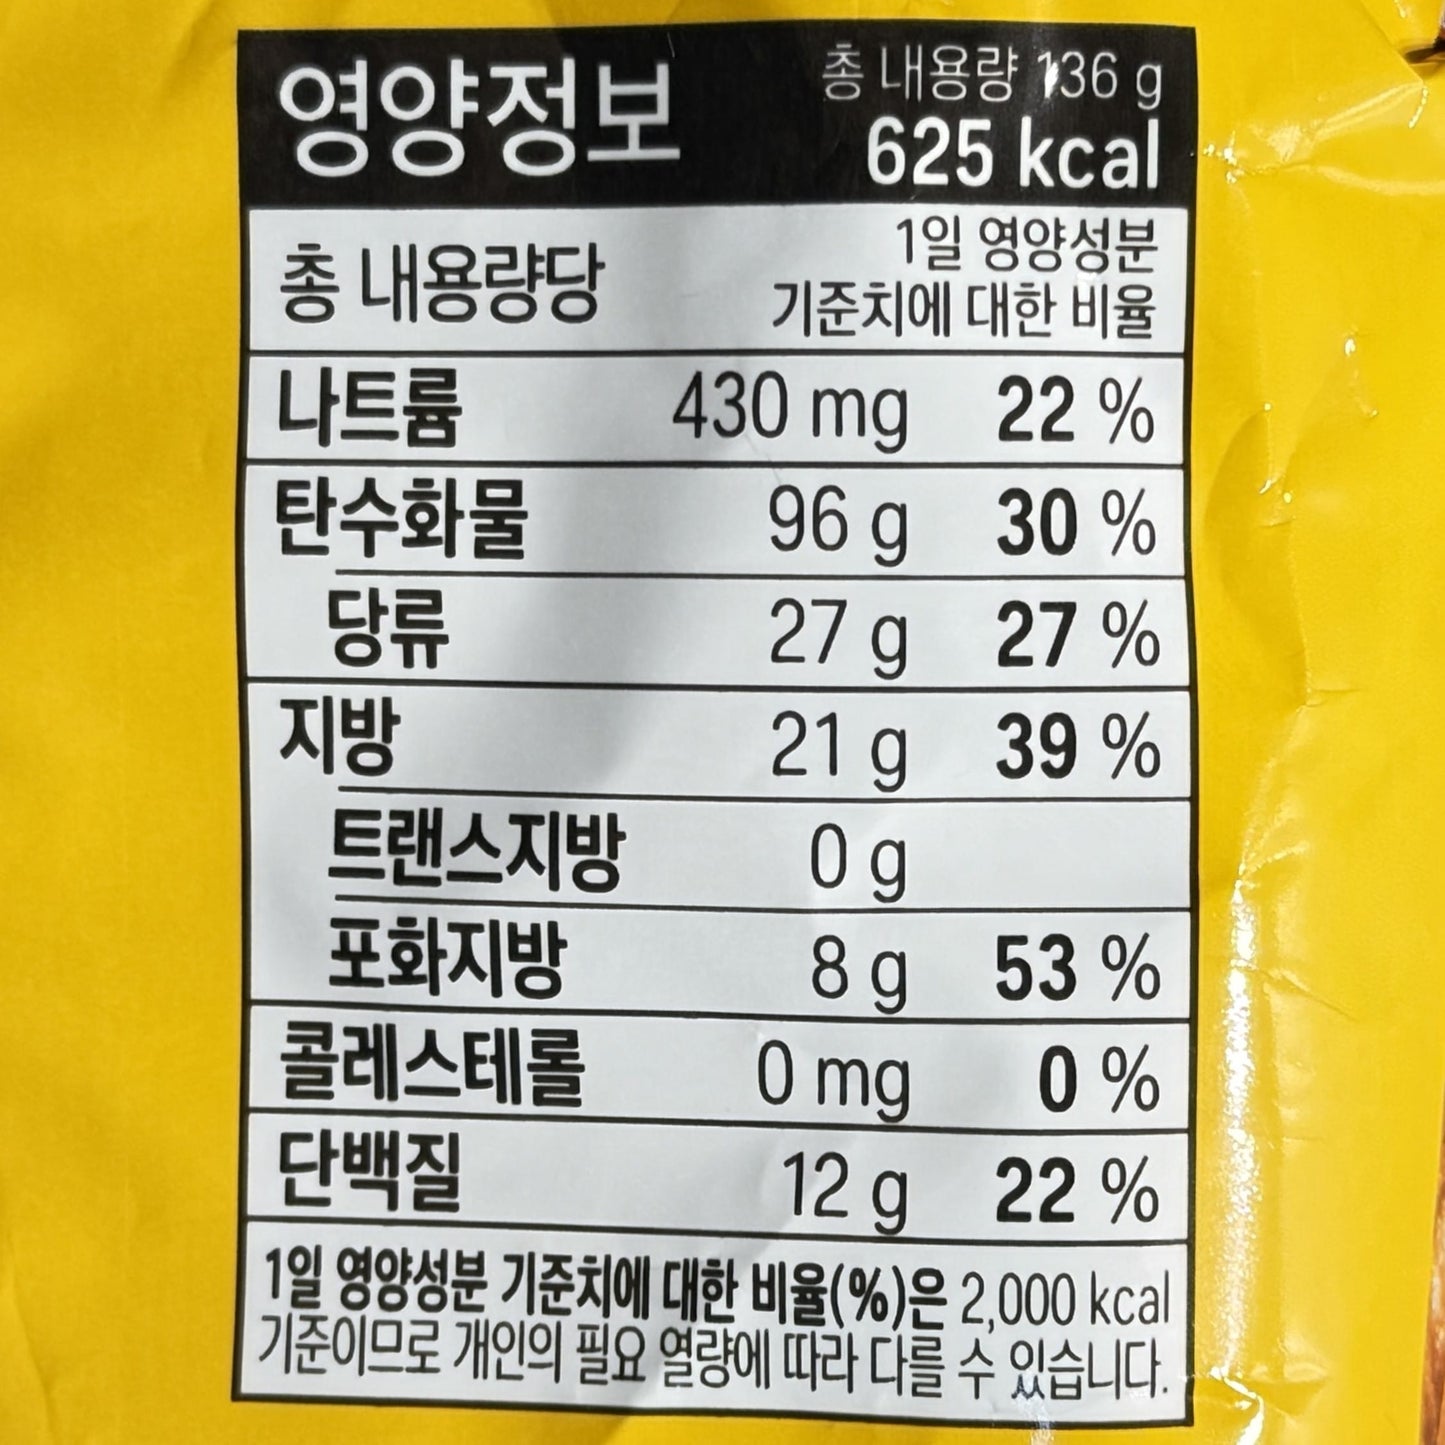 영양정보
총 내용량 136 g
625 kcal
총 내용량당
1일 영양성분
기준치에 대한 비율
나트륨 430 mg 22 %
탄수화물 96 g 30 %
당류 27 g 27 %
지방 21 g 39 %
트랜스지방 0 g
포화지방 8 g 53 %
콜레스테롤 0 mg 0 %
단백질 12 g 22 %
1일 영양성분 기준치에 대한 비율(%)은 2,000 kcal
기준이므로 개인의 필요 열량에 따라 다를 수 있습니다.